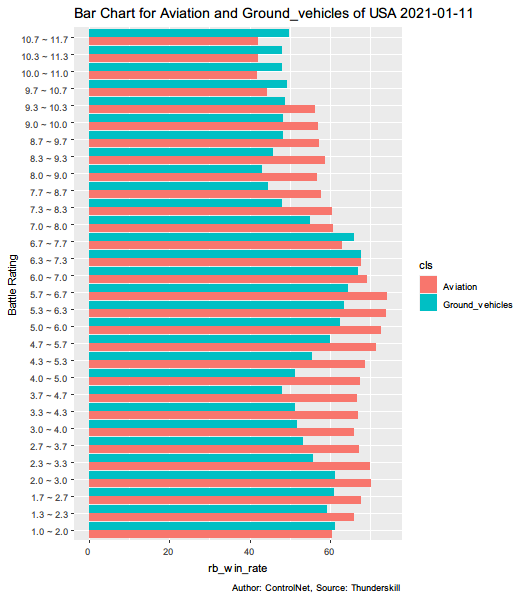 Bar Chart for Aviation and Ground_vehicles of USA 2021-01-11
Battle Rating
10.7 ~ 11.7
10.3 ~ 11.3
10.0 ~ 11.0
9.7 ~ 10.7
9.3 ~ 10.3
9.0 ~ 10.0
8.7 ~ 9.7
8.3 ~ 9.3
8.0 ~ 9.0
7.7 ~ 8.7
7.3 ~ 8.3
7.0 ~ 8.0
6.7 ~ 7.7
6.3 ~ 7.3
6.0 ~ 7.0
5.7 ~ 6.7
5.3 ~ 6.3
5.0 ~ 6.0
4.7 ~ 5.7
4.3 ~ 5.3
4.0 ~ 5.0
3.7 ~ 4.7
3.3 ~ 4.3
3.0 ~ 4.0
2.7 ~ 3.7
2.3 ~ 3.3
2.0 ~ 3.0
1.7 ~ 2.7
1.3 ~ 2.3
1.0 ~ 2.0
0 20 40 60
rb_win_rate
cls
Aviation
Ground_vehicles
Author: ControlNet, Source: Thunderskill